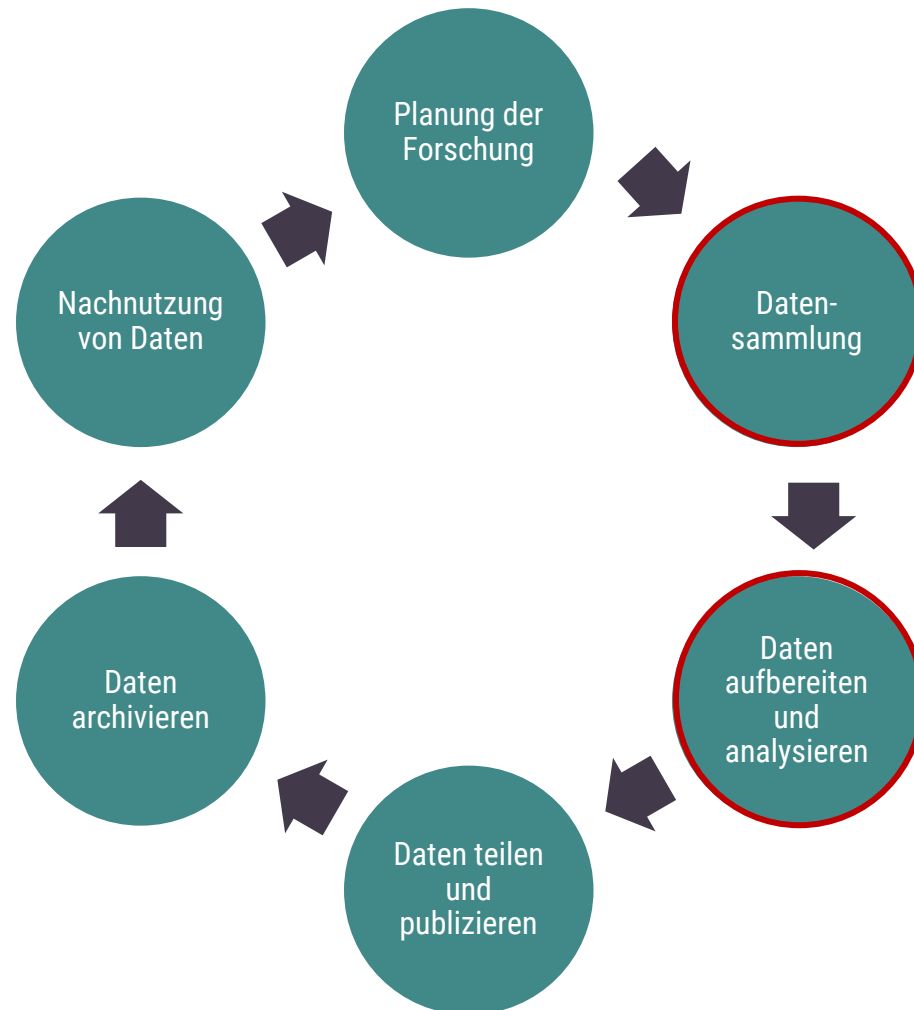 Planung der
Forschung
Daten-
sammlung
Daten
aufbereiten
und
analysieren
Daten teilen
und
publizieren
Daten
archivieren
Nachnutzung
von Daten